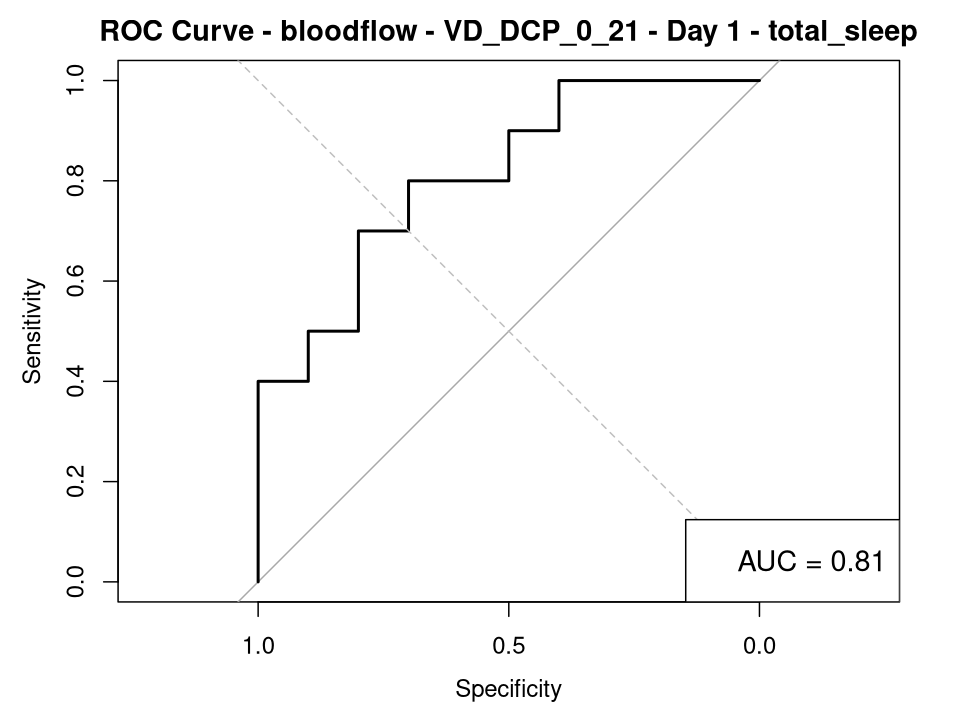 ROC Curve - bloodflow - VD_DCP_0_21 - Day 1 - total_sleep
1.0
0.8
0.6
0.4
0.2
0.0
Sensitivity
AUC = 0.81
1.0
0.5
0.0
Specificity